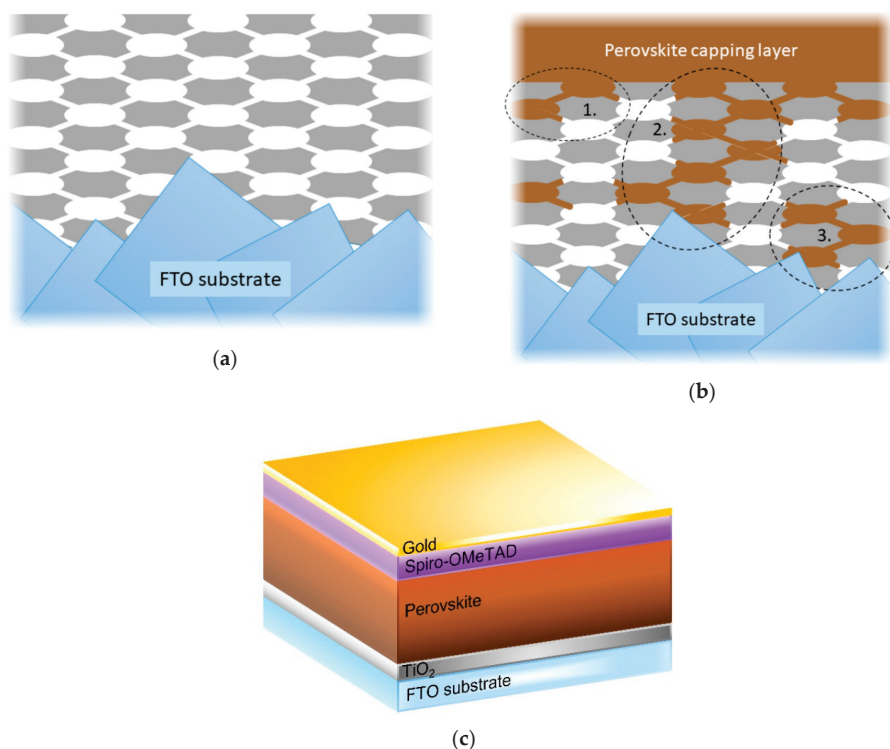 FTO substrate
(a)
Perovskite capping layer
1.
2.
3.
FTO substrate
(b)
Gold
Spiro-OMeTAD
Perovskite
TiO₂
FTO substrate
(c)